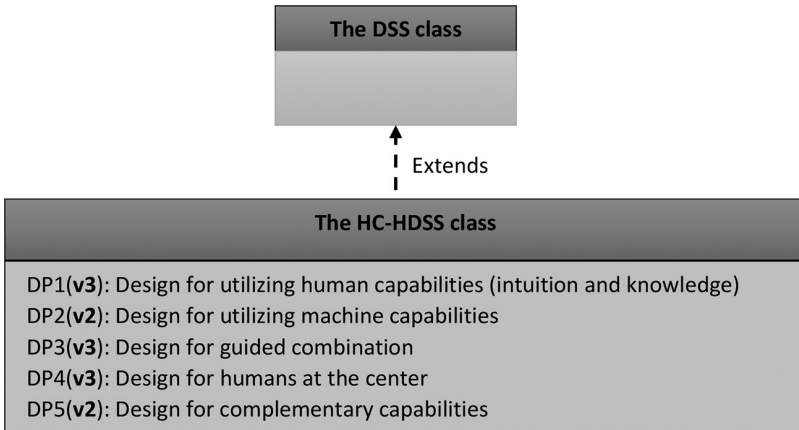 The DSS class
Extends
The HC-HDSS class
DP1(v3): Design for utilizing human capabilities (intuition and knowledge)
DP2(v2): Design for utilizing machine capabilities
DP3(v3): Design for guided combination
DP4(v3): Design for humans at the center
DP5(v2): Design for complementary capabilities